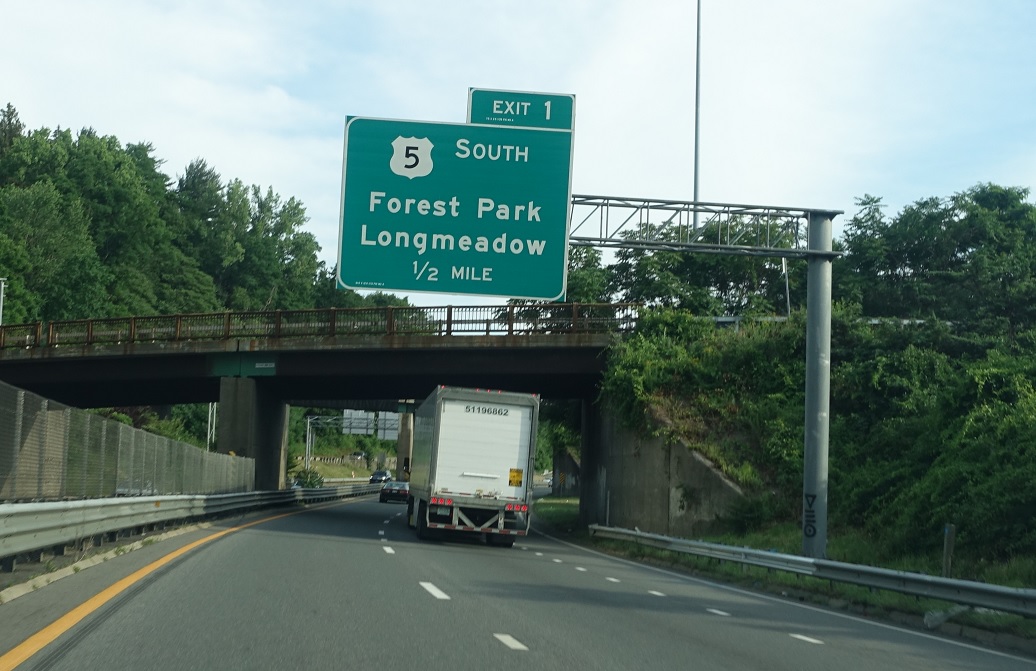 EXIT 1
5 SOUTH
Forest Park
Longmeadow
1/2 MILE
51196862